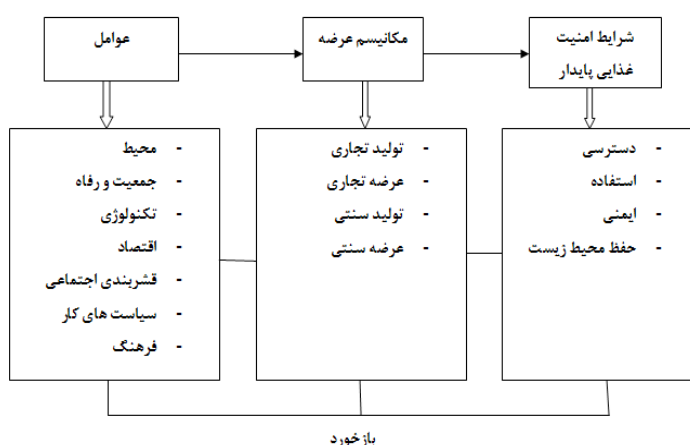 عوامل
مکانیسم عرضه
شرایط امنیت
غذایی پایدار
- محیط
- جمعیت و رفاه
- تکنولوژی
- اقتصاد
- قشربندی اجتماعی
- سیاست های کار
- فرهنگ
- تولید تجاری
- عرضه تجاری
- تولید سنتی
- عرضه سنتی
- دسترسی
- استفاده
- ایمنی
- حفظ محیط زیست
بازخورد